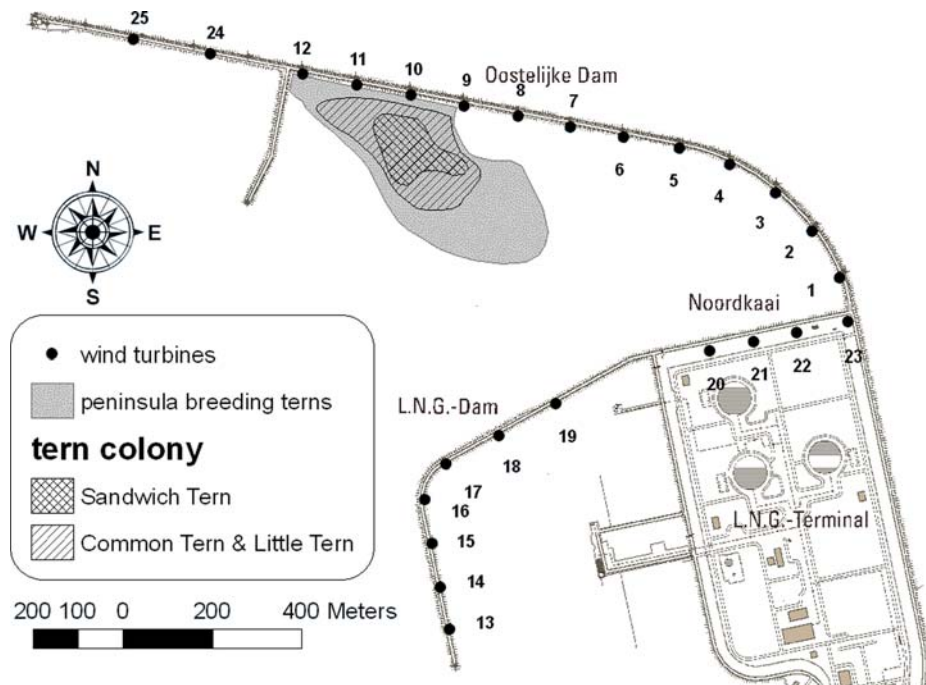 25
24
12
11
10
9
Oostelijke Dam
8
7
6
5
4
3
2
1
N
W E
S
Noordkaai
23
22
21
20
wind turbines
peninsula breeding terns
tern colony
Sandwich Tern
Common Tern & Little Tern
L.N.G.-Dam
19
18
17
16
15
14
13
L.N.G.-Terminal
200 100 0 200 400 Meters